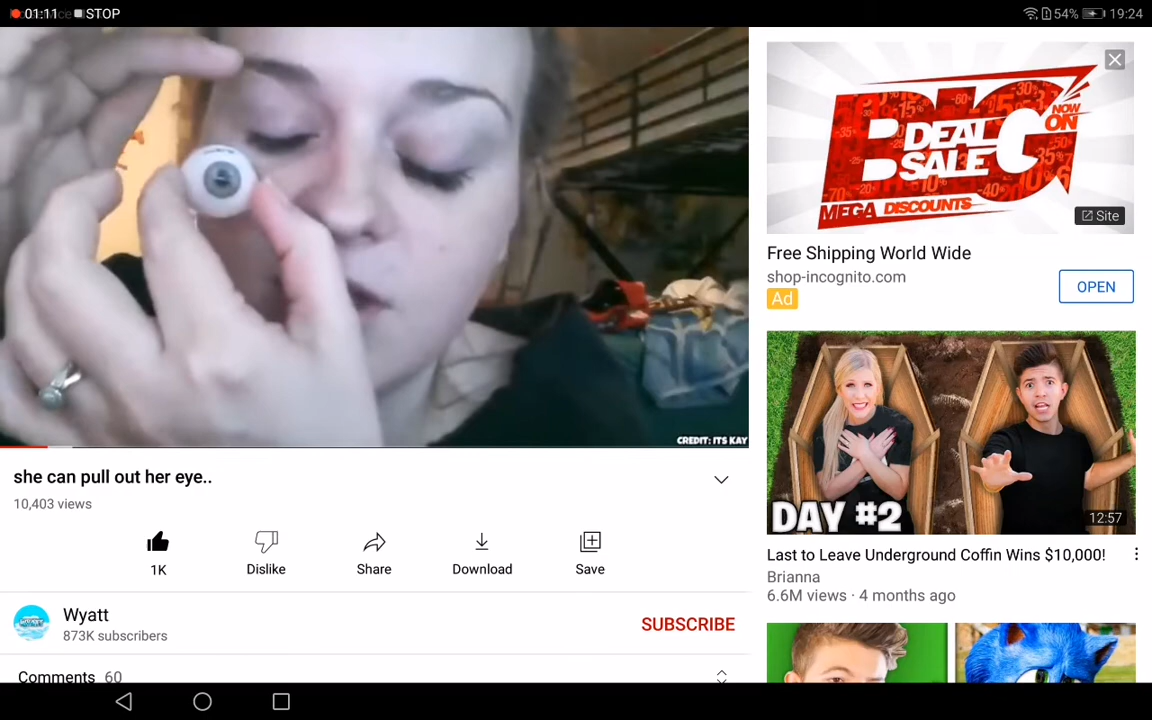 01:11 STOP
54% 19:24
CREDIT: ITS KAY
she can pull out her eye..
10,403 views
1K
Dislike
Share
Download
Save
Wyatt
873K subscribers
SUBSCRIBE
Comments 60
BIG
DEAL
SALE
NOW
ON
MEGA DISCOUNTS
Site
Free Shipping World Wide
shop-incognito.com
Ad
OPEN
DAY #2
12:57
Last to Leave Underground Coffin Wins $10,000!
Brianna
6.6M views · 4 months ago